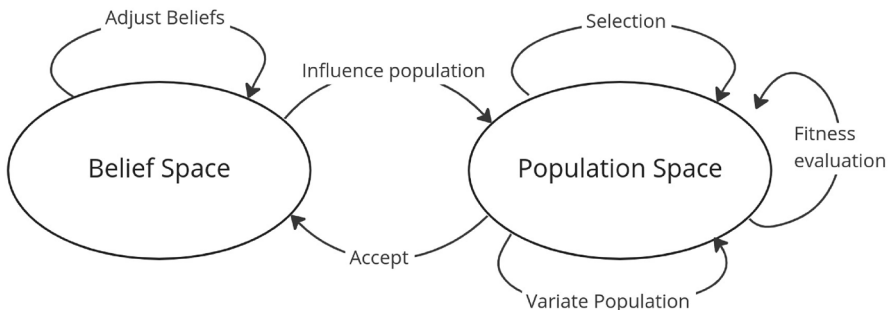 Adjust Beliefs
Selection
Influence population
Fitness
evaluation
Belief Space
Population Space
Accept
Variate Population